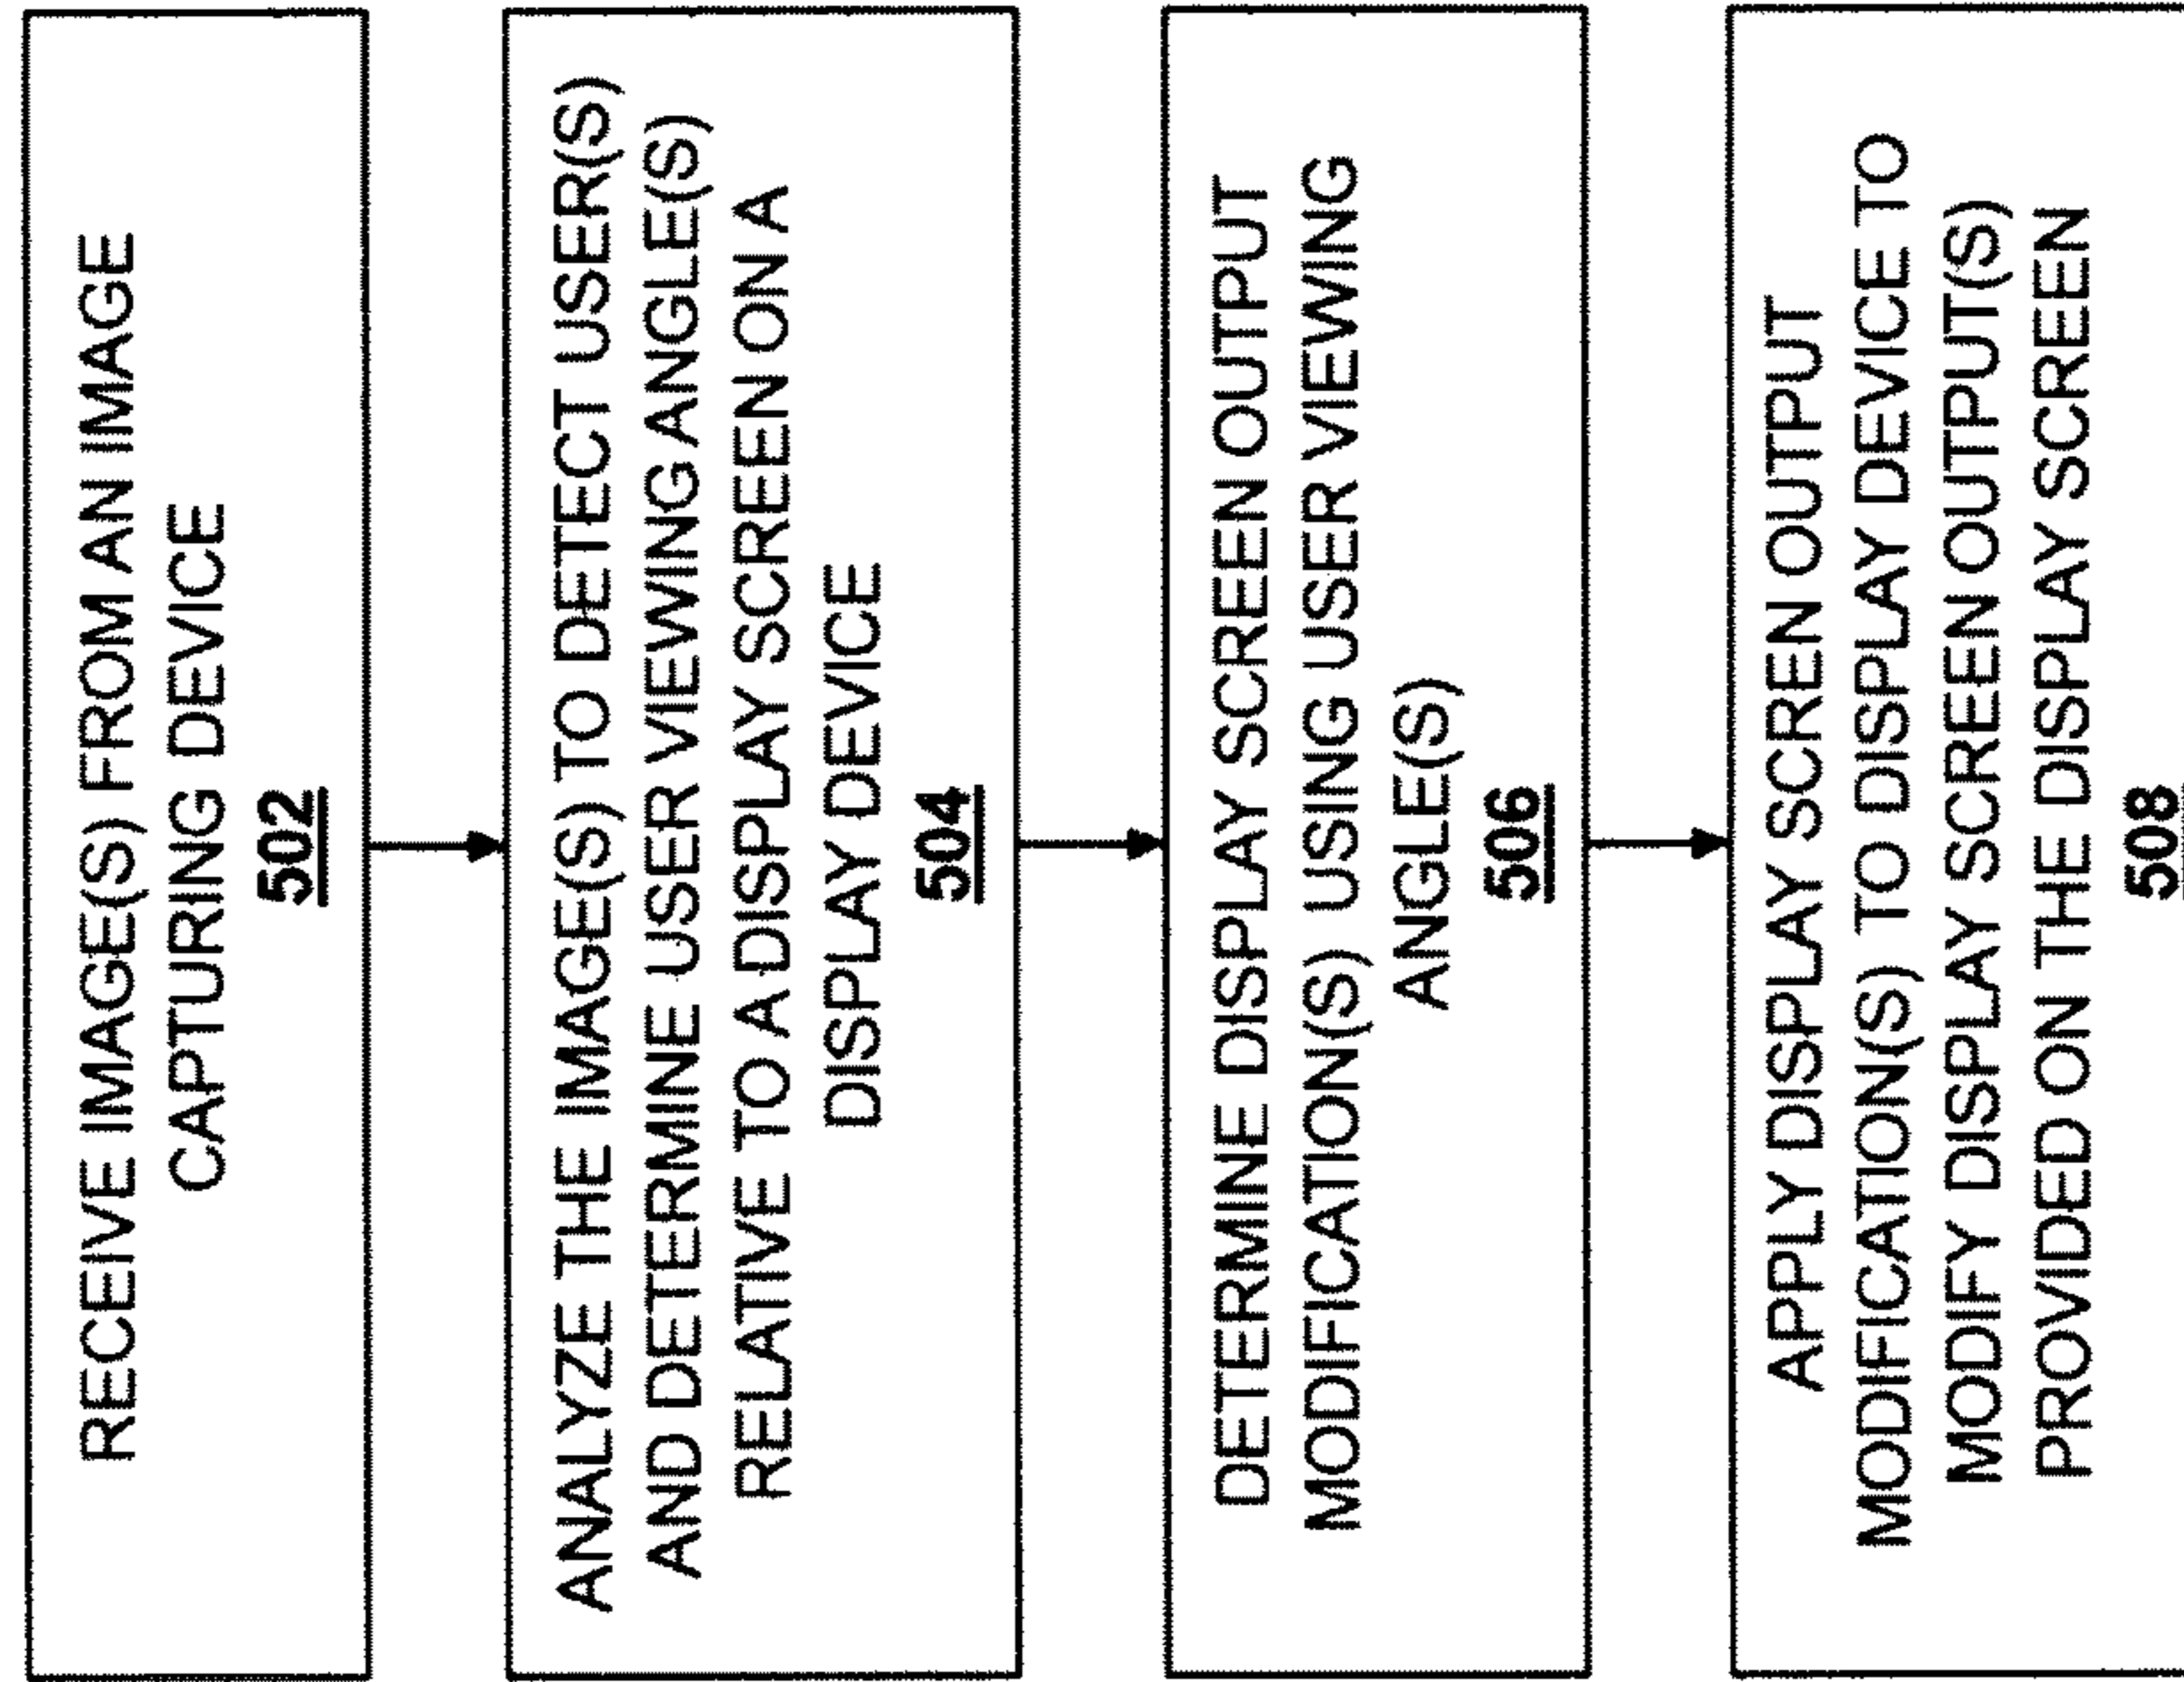 RECEIVE IMAGE(S) FROM AN IMAGE
CAPTURING DEVICE
502
ANALYZE THE IMAGE(S) TO DETECT USER(S)
AND DETERMINE USER VIEWING ANGLE(S)
RELATIVE TO A DISPLAY SCREEN ON A
DISPLAY DEVICE
504
DETERMINE DISPLAY SCREEN OUTPUT
MODIFICATION(S) USING USER VIEWING
ANGLE(S)
506
APPLY DISPLAY SCREEN OUTPUT
MODIFICATION(S) TO DISPLAY DEVICE TO
MODIFY DISPLAY SCREEN OUTPUT(S)
PROVIDED ON THE DISPLAY SCREEN
508